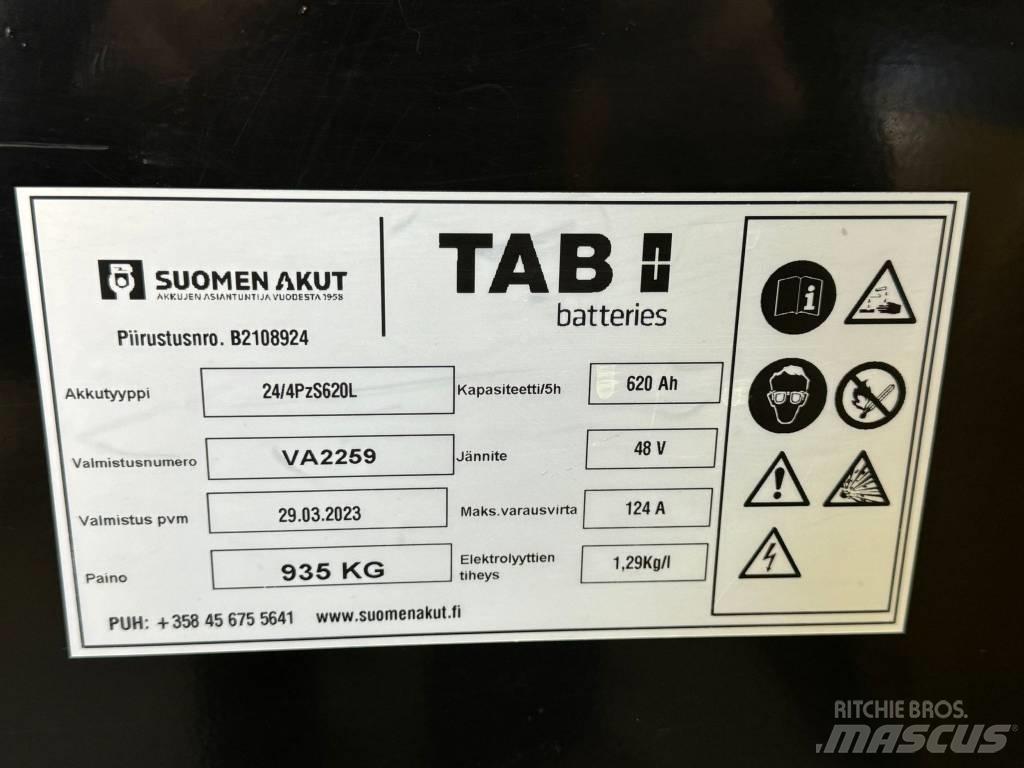 SUOMEN AKUT
AKKUJEN ASIANTUNTIJA VUODESTA 1958
Piirustusnro. B2108924
TAB
batteries
Akkutyyppi 24/4PzS620L Kapasiteetti/5h 620 Ah
Valmistusnumero VA2259 Jännite 48 V
Valmistus pvm 29.03.2023 Maks.varausvirta 124 A
Paino 935 KG Elektrolyyttien
tiheys 1,29Kg/l
PUH: +358 45 675 5641 www.suomenakut.fi
RITCHIE BROS.
MASCUS